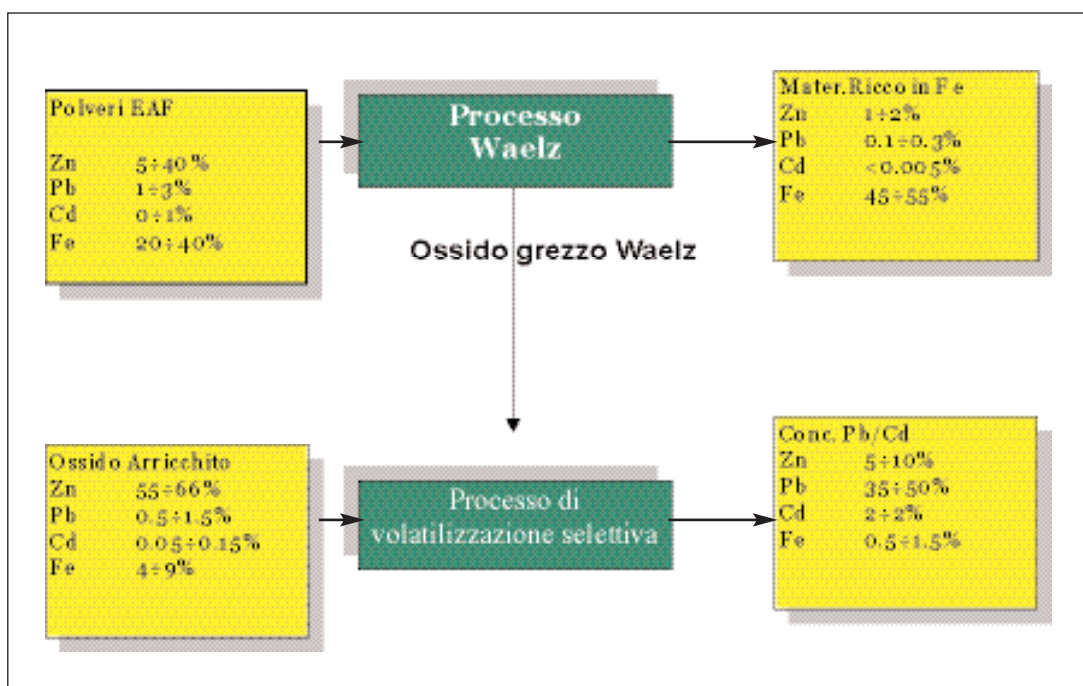 Polveri EAF
Zn 5÷40%
Pb 1÷3%
Cd 0÷1%
Fe 20÷40%
Processo
Waelz
Mater.Ricco in Fe
Zn 1÷2%
Pb 0.1÷0.3%
Cd <0.005%
Fe 45÷55%
Ossido grezzo Waelz
Ossido Arricchito
Zn 55÷66%
Pb 0.5÷1.5%
Cd 0.05÷0.15%
Fe 4÷9%
Processo di
volatilizzazione selettiva
Conc. Pb/Cd
Zn 5÷10%
Pb 35÷50%
Cd 2÷2%
Fe 0.5÷1.5%